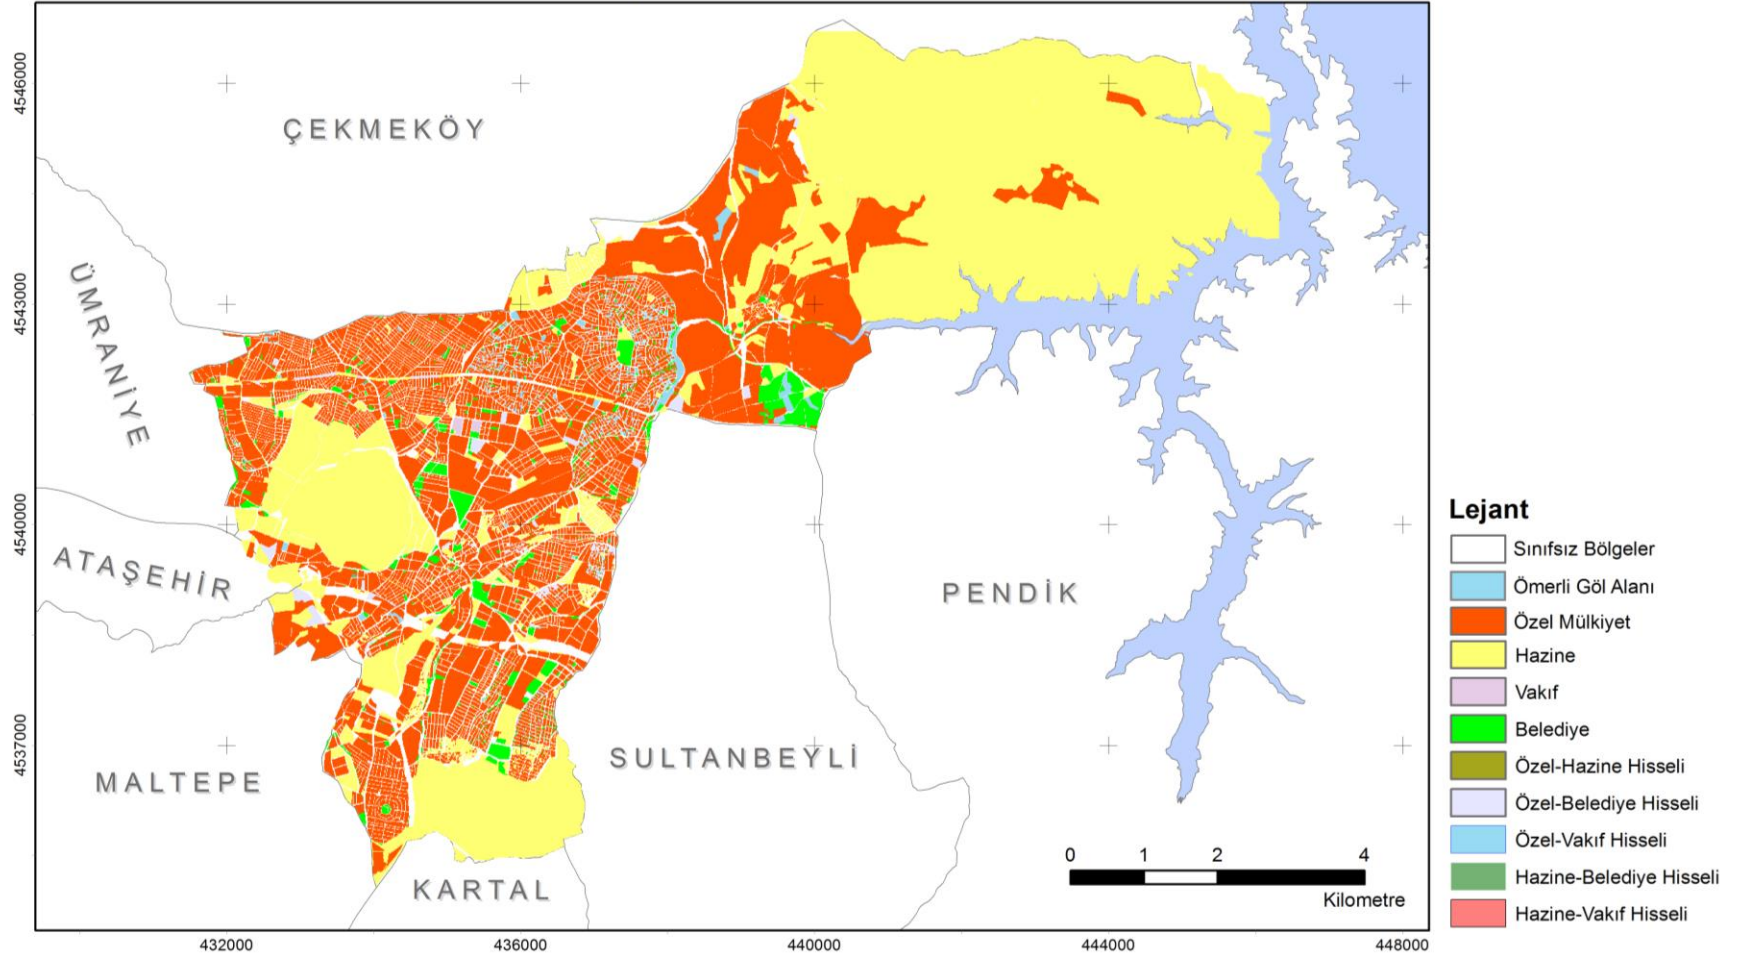 ÇEKMEKÖY
ÜMRANİYE
ATAŞEHİR
PENDİK
SULTANBEYLİ
MALTEPE
KARTAL
4546000
4543000
4540000
4537000
432000
436000
440000
444000
448000
0 1 2 4
Kilometre
Lejant
Sınıfsız Bölgeler
Ömerli Göl Alanı
Özel Mülkiyet
Hazine
Vakıf
Belediye
Özel-Hazine Hisseli
Özel-Belediye Hisseli
Özel-Vakıf Hisseli
Hazine-Belediye Hisseli
Hazine-Vakıf Hisseli